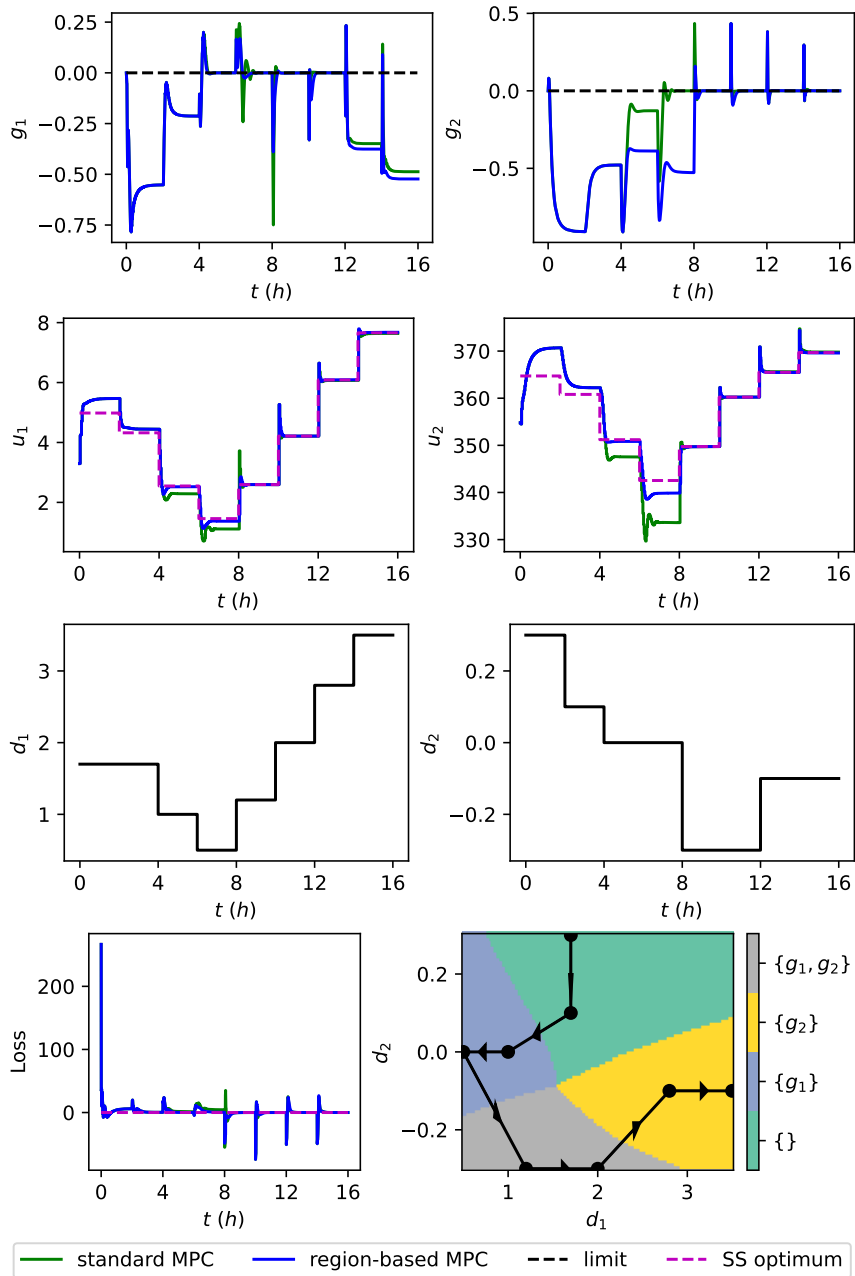 0.25
0.00
−0.25
−0.50
−0.75
g₁
0 4 8 12 16
t (h)
0.0
−0.5
g₂
0 4 8 12 16
t (h)
8
6
4
2
u₁
0 4 8 12 16
t (h)
370
360
350
340
330
u₂
0 4 8 12 16
t (h)
3
2
1
d₁
0 4 8 12 16
t (h)
0.2
0.0
−0.2
d₂
0 4 8 12 16
t (h)
200
100
0
Loss
0 4 8 12 16
t (h)
0.2
0.0
−0.2
d₂
1 2 3
d₁
{g₁, g₂}
{g₂}
{g₁}
{}
standard MPC region-based MPC limit SS optimum